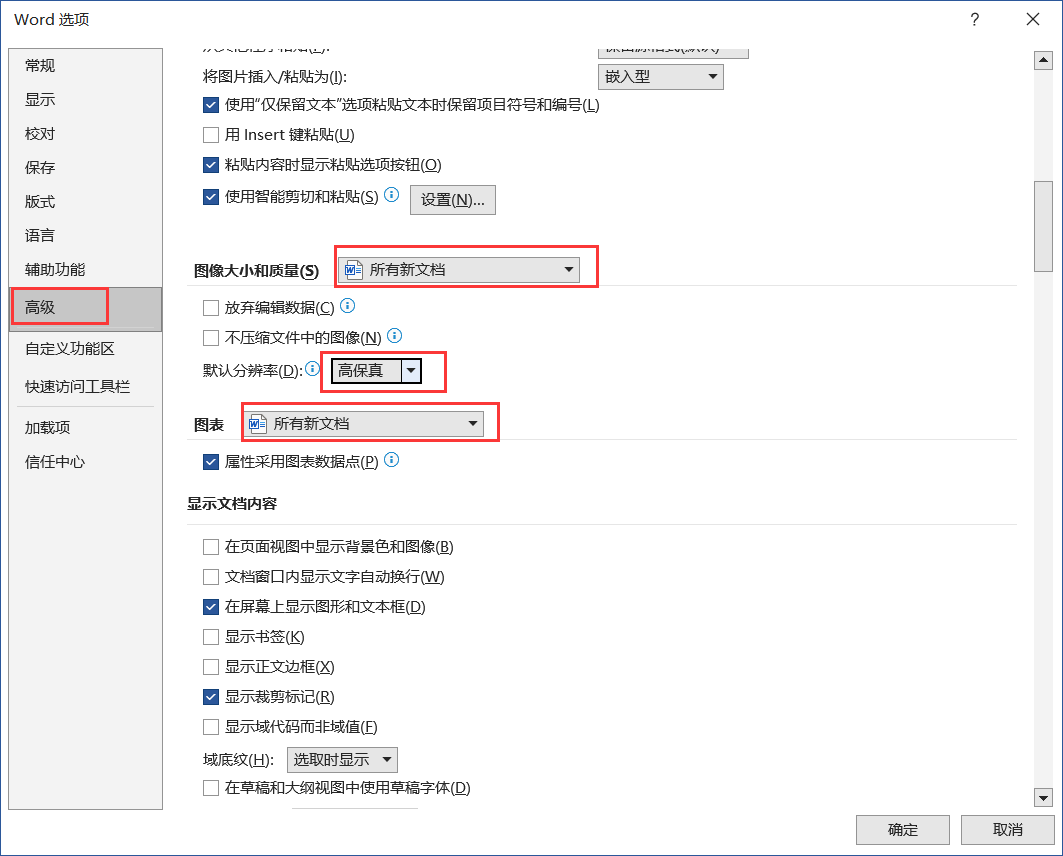 Word 选项
?
常规
显示
校对
保存
版式
语言
辅助功能
高级
自定义功能区
快速访问工具栏
加载项
信任中心
将图片插入/粘贴为(I):
嵌入型
使用“仅保留文本”选项粘贴文本时保留项目符号和编号(L)
用 Insert 键粘贴(U)
粘贴内容时显示粘贴选项按钮(O)
使用智能剪切和粘贴(S)
设置(N)...
图像大小和质量(S)
所有新文档
放弃编辑数据(C)
不压缩文件中的图像(N)
默认分辨率(D):
高保真
图表
所有新文档
属性采用图表数据点(P)
显示文档内容
在页面视图中显示背景色和图像(B)
文档窗口内显示文字自动换行(W)
在屏幕上显示图形和文本框(D)
显示书签(K)
显示正文边框(X)
显示裁剪标记(R)
显示域代码而非域值(F)
域底纹(H):
选取时显示
在草稿和大纲视图中使用草稿字体(D)
确定
取消